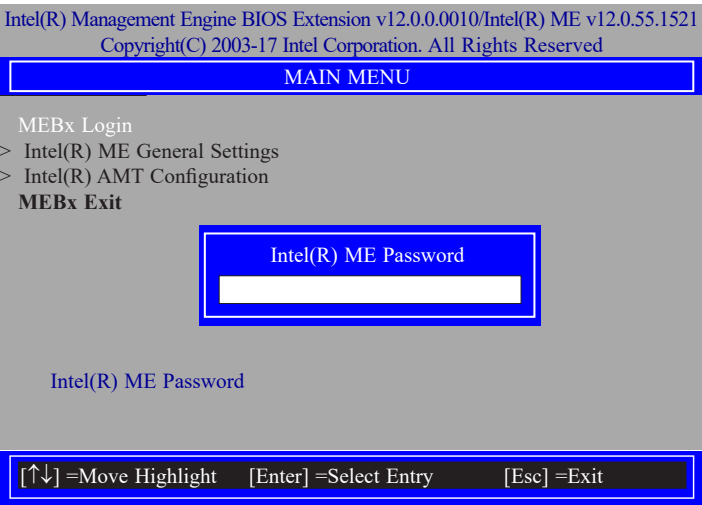 Intel(R) Management Engine BIOS Extension v12.0.0.0010/Intel(R) ME v12.0.55.1521
Copyright(C) 2003-17 Intel Corporation. All Rights Reserved
MAIN MENU
MEBx Login
> Intel(R) ME General Settings
> Intel(R) AMT Configuration
MEBx Exit
Intel(R) ME Password
Intel(R) ME Password
[↑↓] =Move Highlight [Enter] =Select Entry [Esc] =Exit